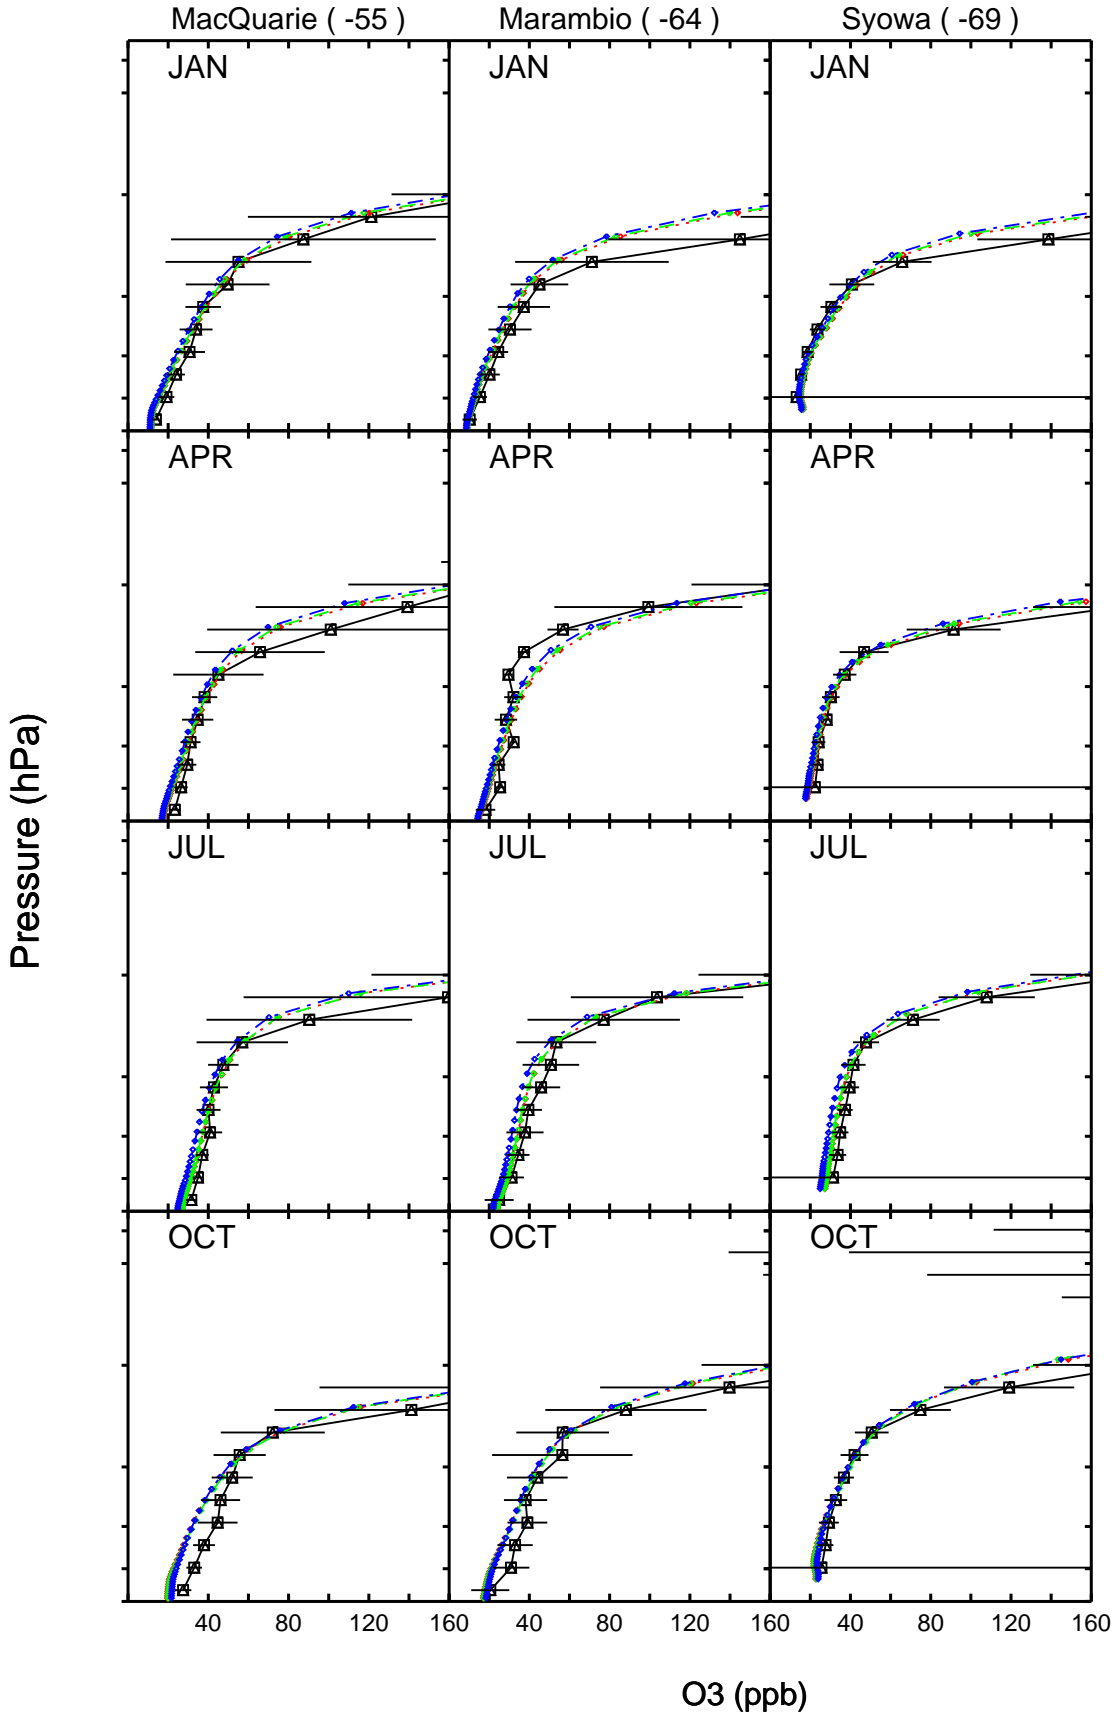 MacQuarie ( -55 ) Marambio ( -64 ) Syowa ( -69 )
JAN JAN JAN
APR APR APR
JUL JUL JUL
OCT OCT OCT
Pressure (hPa)
40 80 120 160 40 80 120 160 40 80 120 160
O3 (ppb)